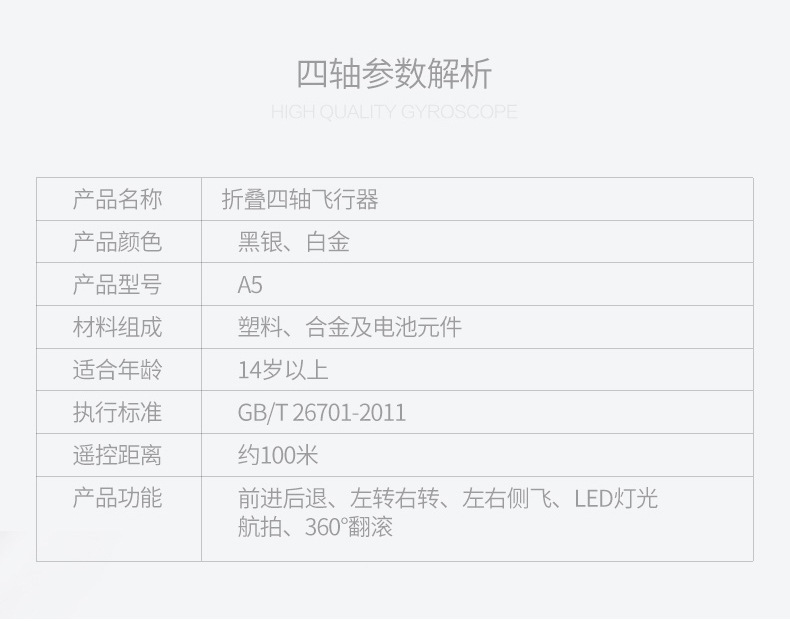 四轴参数解析
HIGH QUALITY GYROSCOPE
产品名称 折叠四轴飞行器
产品颜色 黑银、白金
产品型号 A5
材料组成 塑料、合金及电池元件
适合年龄 14岁以上
执行标准 GB/T 26701-2011
遥控距离 约100米
产品功能 前进后退、左转右转、左右侧飞、LED灯光
航拍、360°翻滚